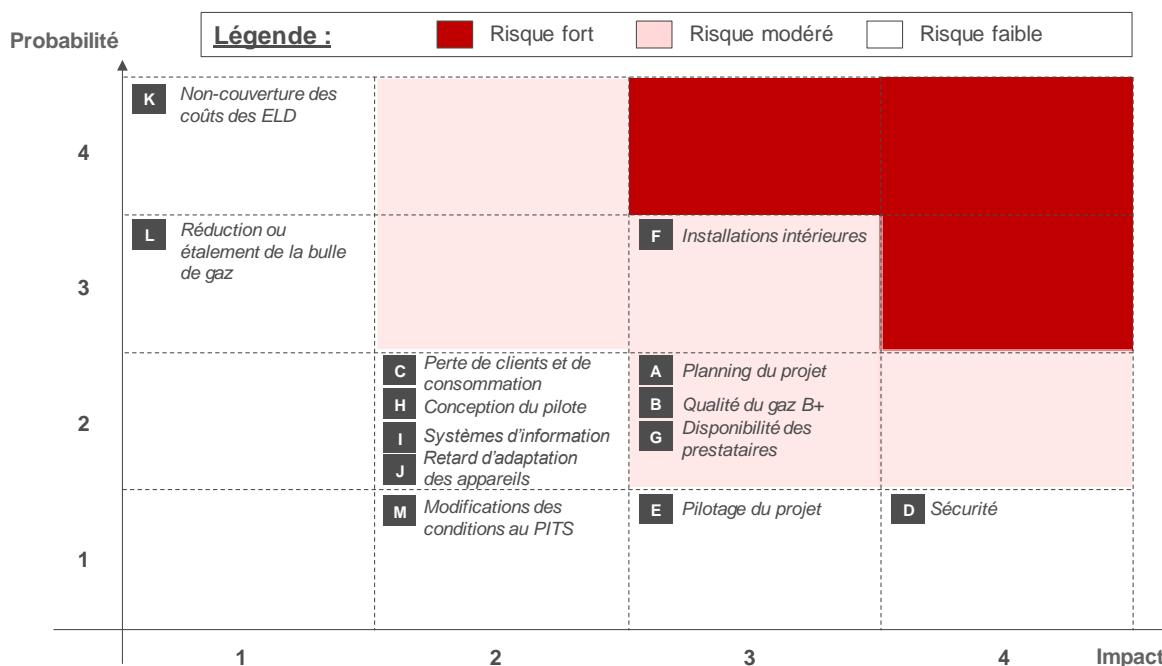 Légende :
Risque fort
Risque modéré
Risque faible
Probabilité
4
K
Non-couverture des
coûts des ELD
3
L
Réduction ou
étalement de la bulle
de gaz
F
Installations intérieures
2
C
Perte de clients et de
consommation
H
Conception du pilote
I
Systèmes d'information
J
Retard d'adaptation
des appareils
A
Planning du projet
B
Qualité du gaz B+
G
Disponibilité des
prestataires
1
M
Modifications des
conditions au PITS
E
Pilotage du projet
D
Sécurité
1
2
3
4
Impact